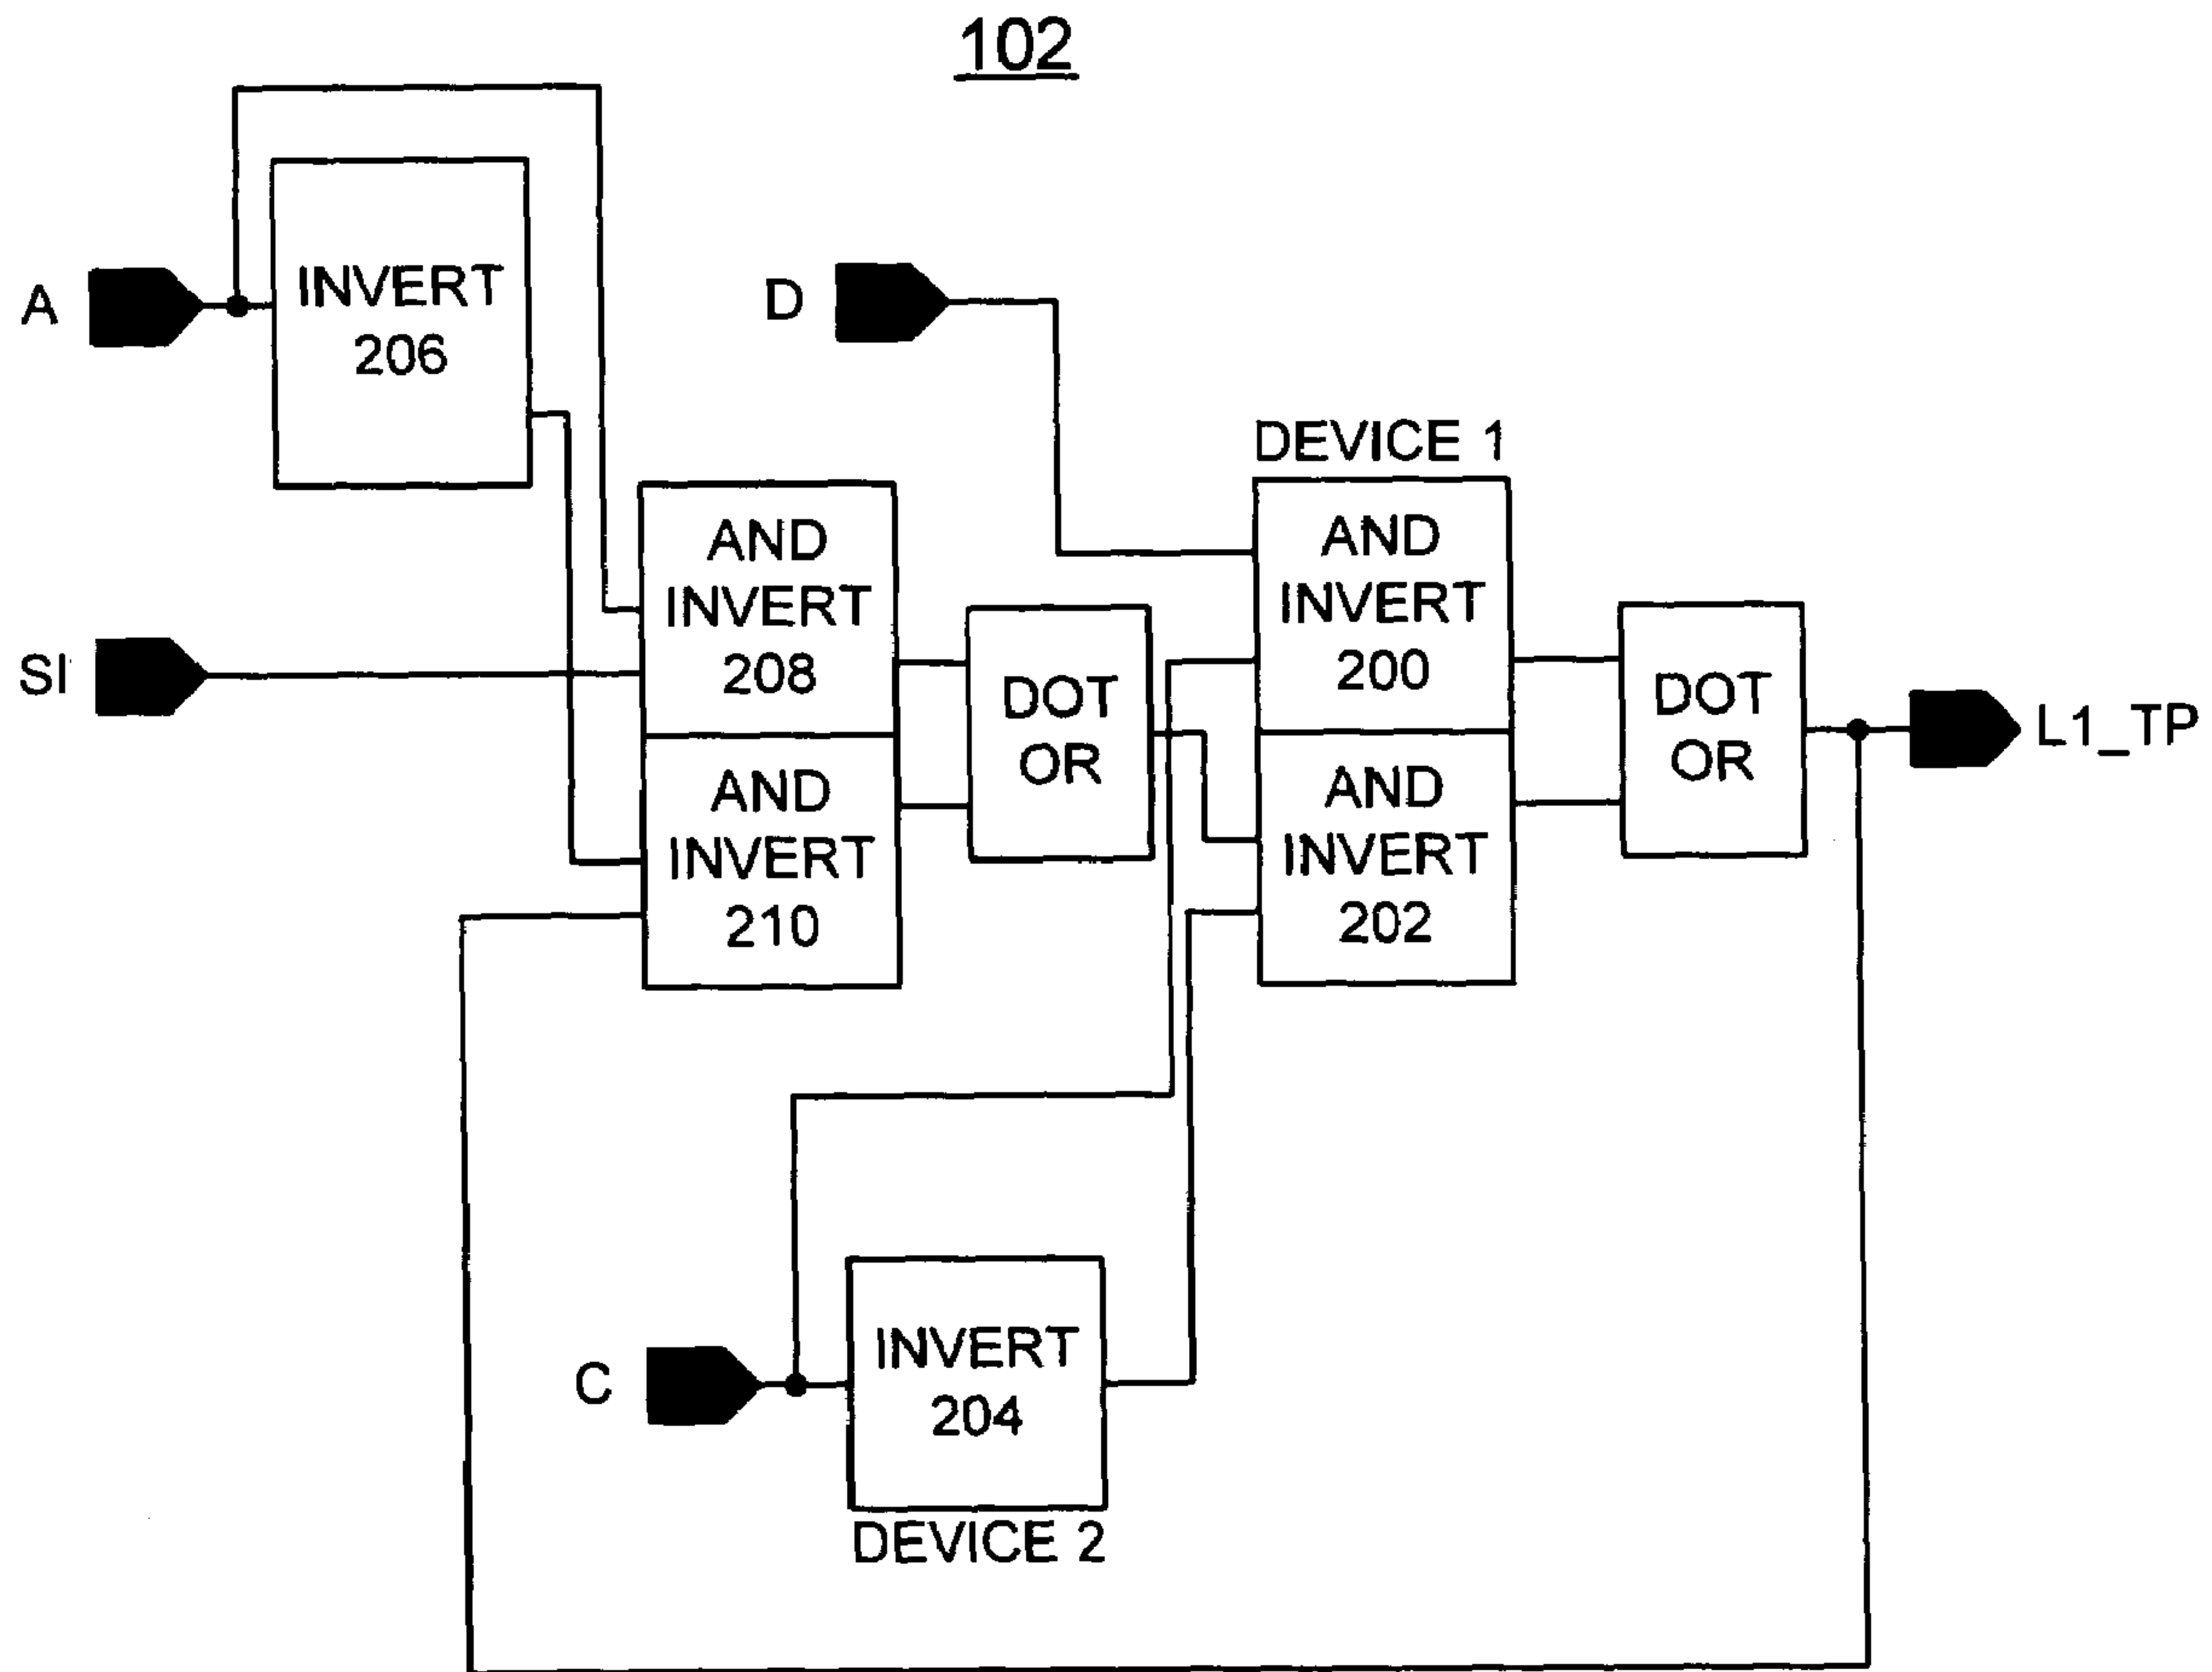 102
A
INVERT
206
D
DEVICE 1
SI
AND
INVERT
208
AND
INVERT
210
DOT
OR
AND
INVERT
200
AND
INVERT
202
DOT
OR
L1_TP
C
INVERT
204
DEVICE 2